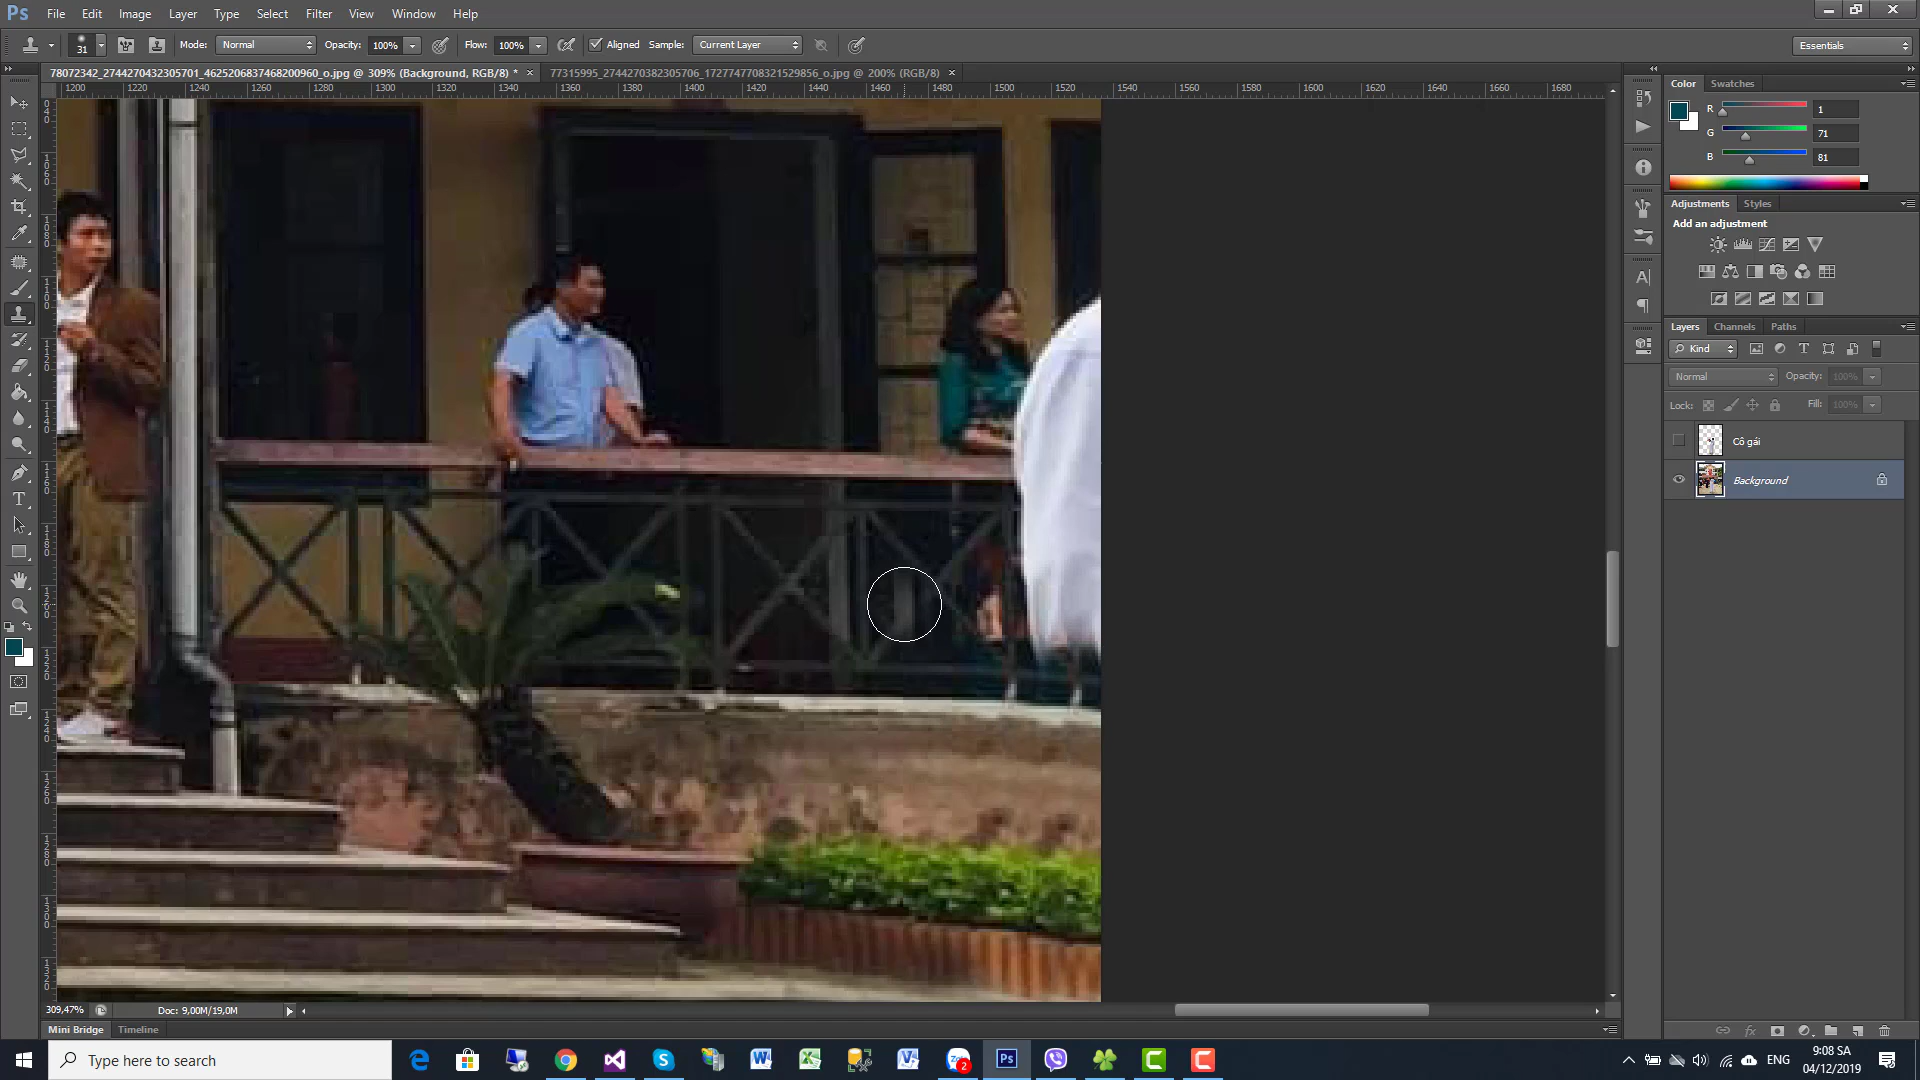 Ps File Edit Image Layer Type Select Filter View Window Help
31 Mode: Normal Opacity: 100% Flow: 100% Aligned Sample: Current Layer Essentials
78072342_2744270432305701_4625206837468200960_o.jpg @ 309% (Background, RGB/8) * × 77315995_2744270382305706_1727747708321529856_o.jpg @ 200% (RGB/8) ×
1200 1220 1240 1260 1280 1300 1320 1340 1360 1380 1400 1420 1440 1460 1480 1500 1520 1540 1560 1580 1600 1620 1640 1660 1680
Color Swatches
R 1
G 71
B 81
Adjustments Styles
Add an adjustment
Layers Channels Paths
Kind
Normal Opacity: 100%
Lock: Fill: 100%
Cô gái
Background
309,47% Doc: 9,00M/19,0M
Mini Bridge Timeline
Type here to search
2
ENG
9:08 SA
04/12/2019